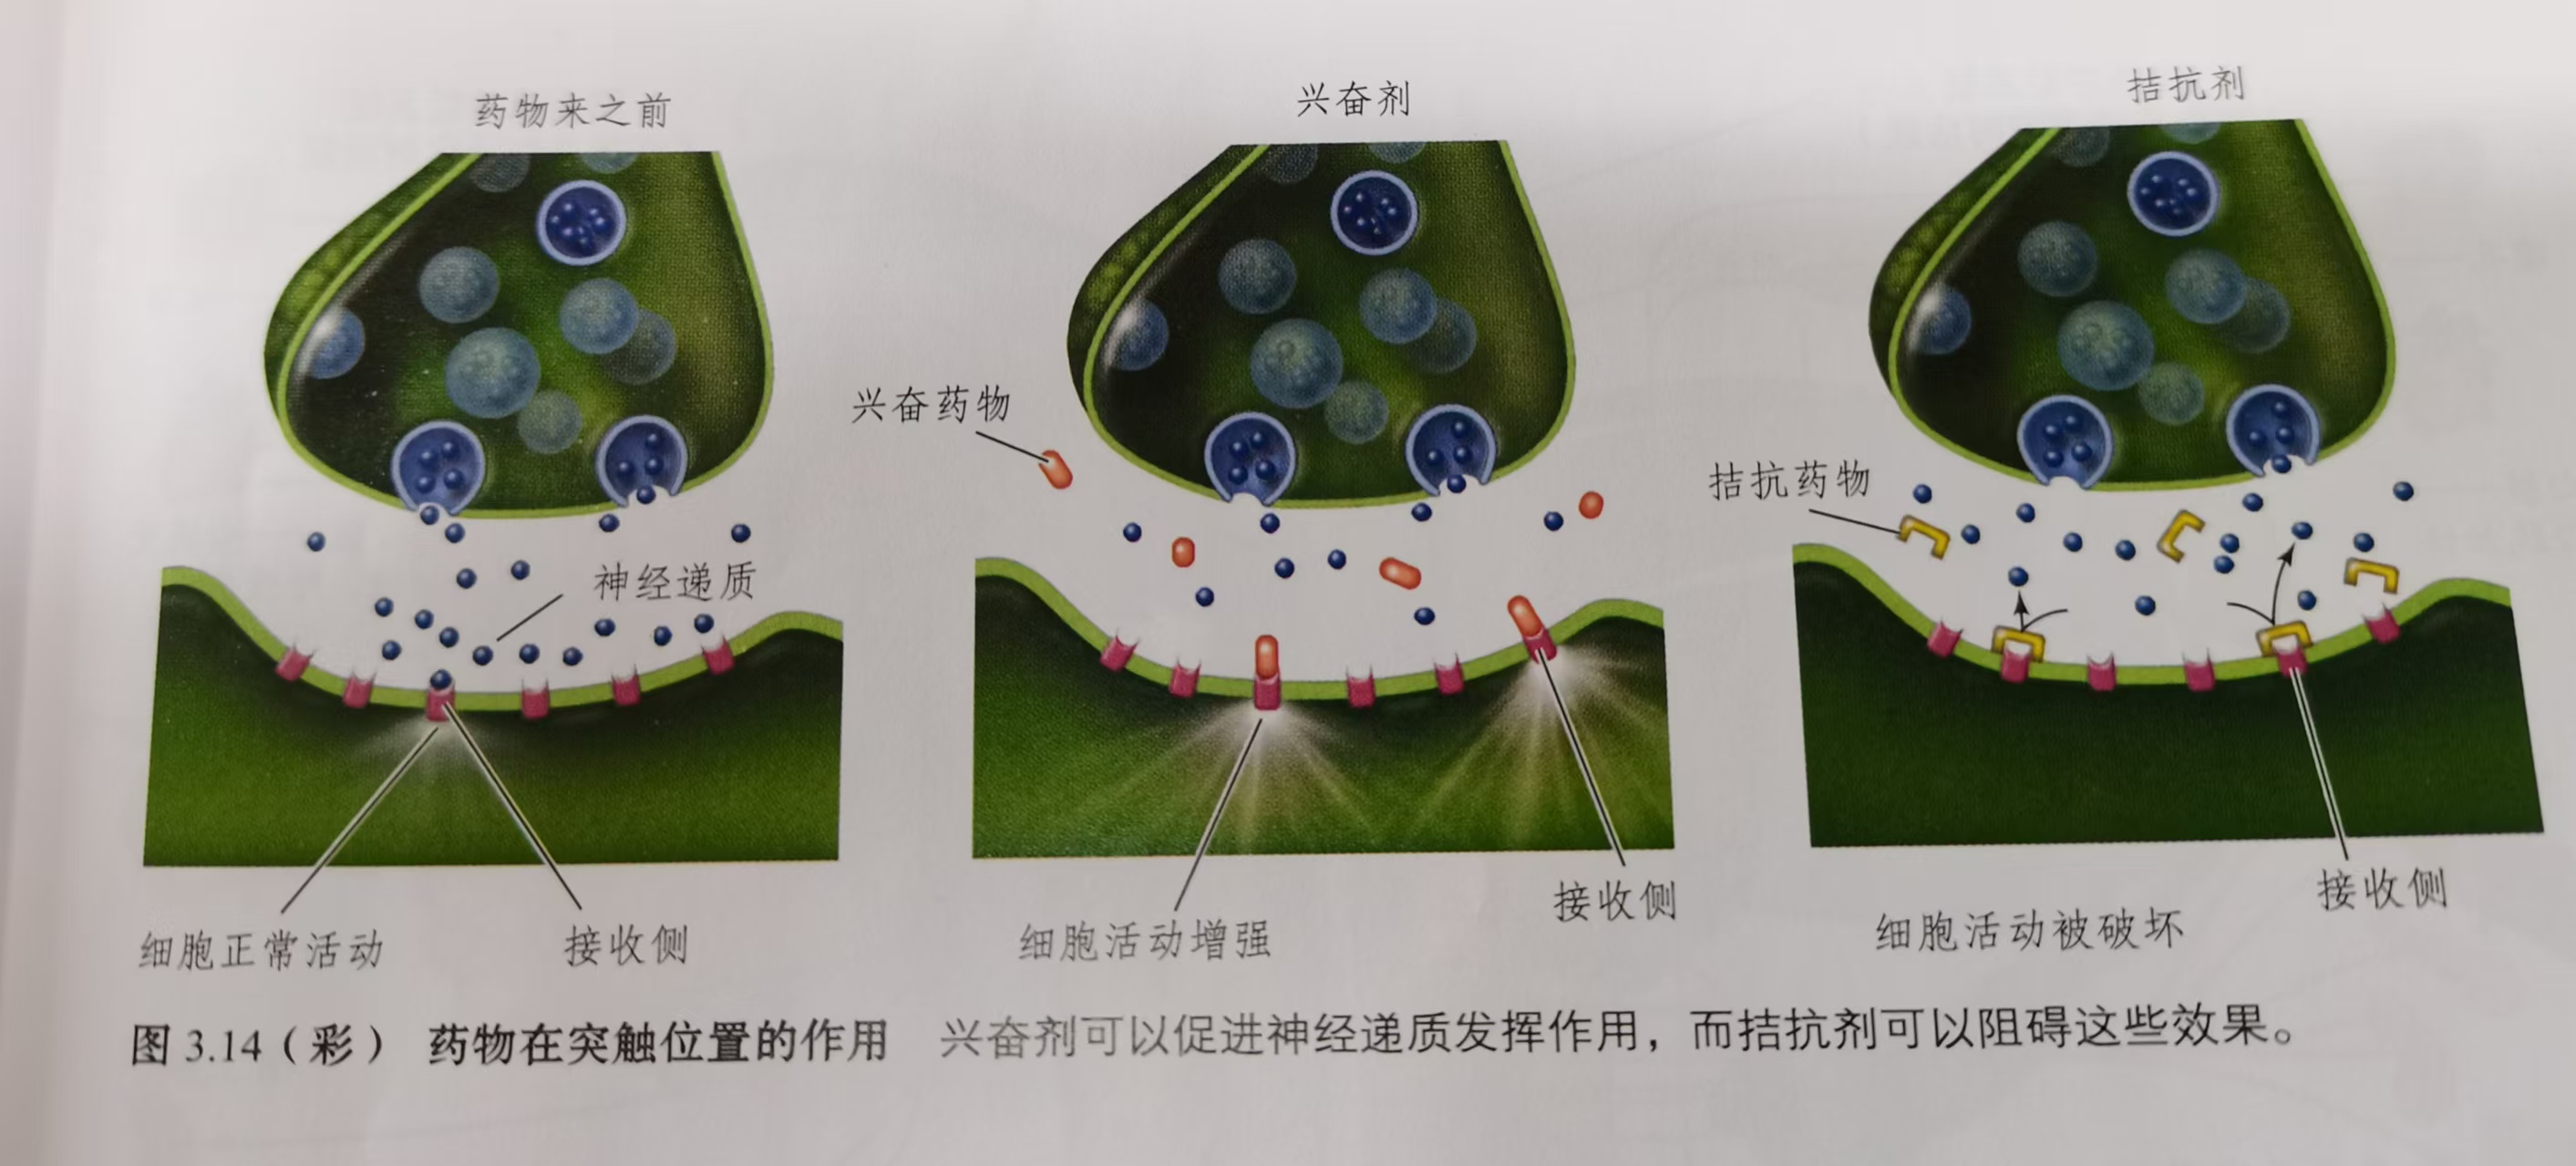 药物来之前
兴奋剂
拮抗剂
兴奋药物
拮抗药物
神经递质
细胞正常活动
接收侧
细胞活动增强
接收侧
细胞活动被破坏
接收侧
图 3.14（彩） 药物在突触位置的作用 兴奋剂可以促进神经递质发挥作用，而拮抗剂可以阻碍这些效果。